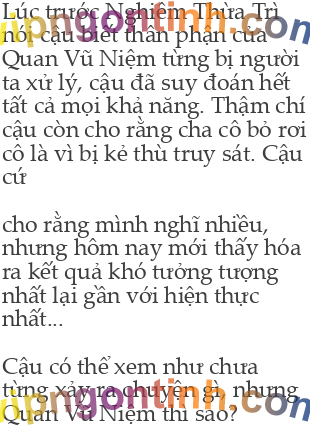 Lúc trước Nghiêm Thừa Trì
nói cậu biết thân phận của
Quan Vũ Niệm từng bị người
ta xử lý, cậu đã suy đoán hết
tất cả mọi khả năng. Thậm chí
cậu còn cho rằng cha cô bỏ rơi
cô là vì bị kẻ thù truy sát. Cậu
cứ
cho rằng mình nghĩ nhiều,
nhưng hôm nay mới thấy hóa
ra kết quả khó tưởng tượng
nhất lại gần với hiện thực
nhất...
Cậu có thể xem như chưa
từng xảy ra chuyện gì, nhưng
Quan Vũ Niệm thì sao?